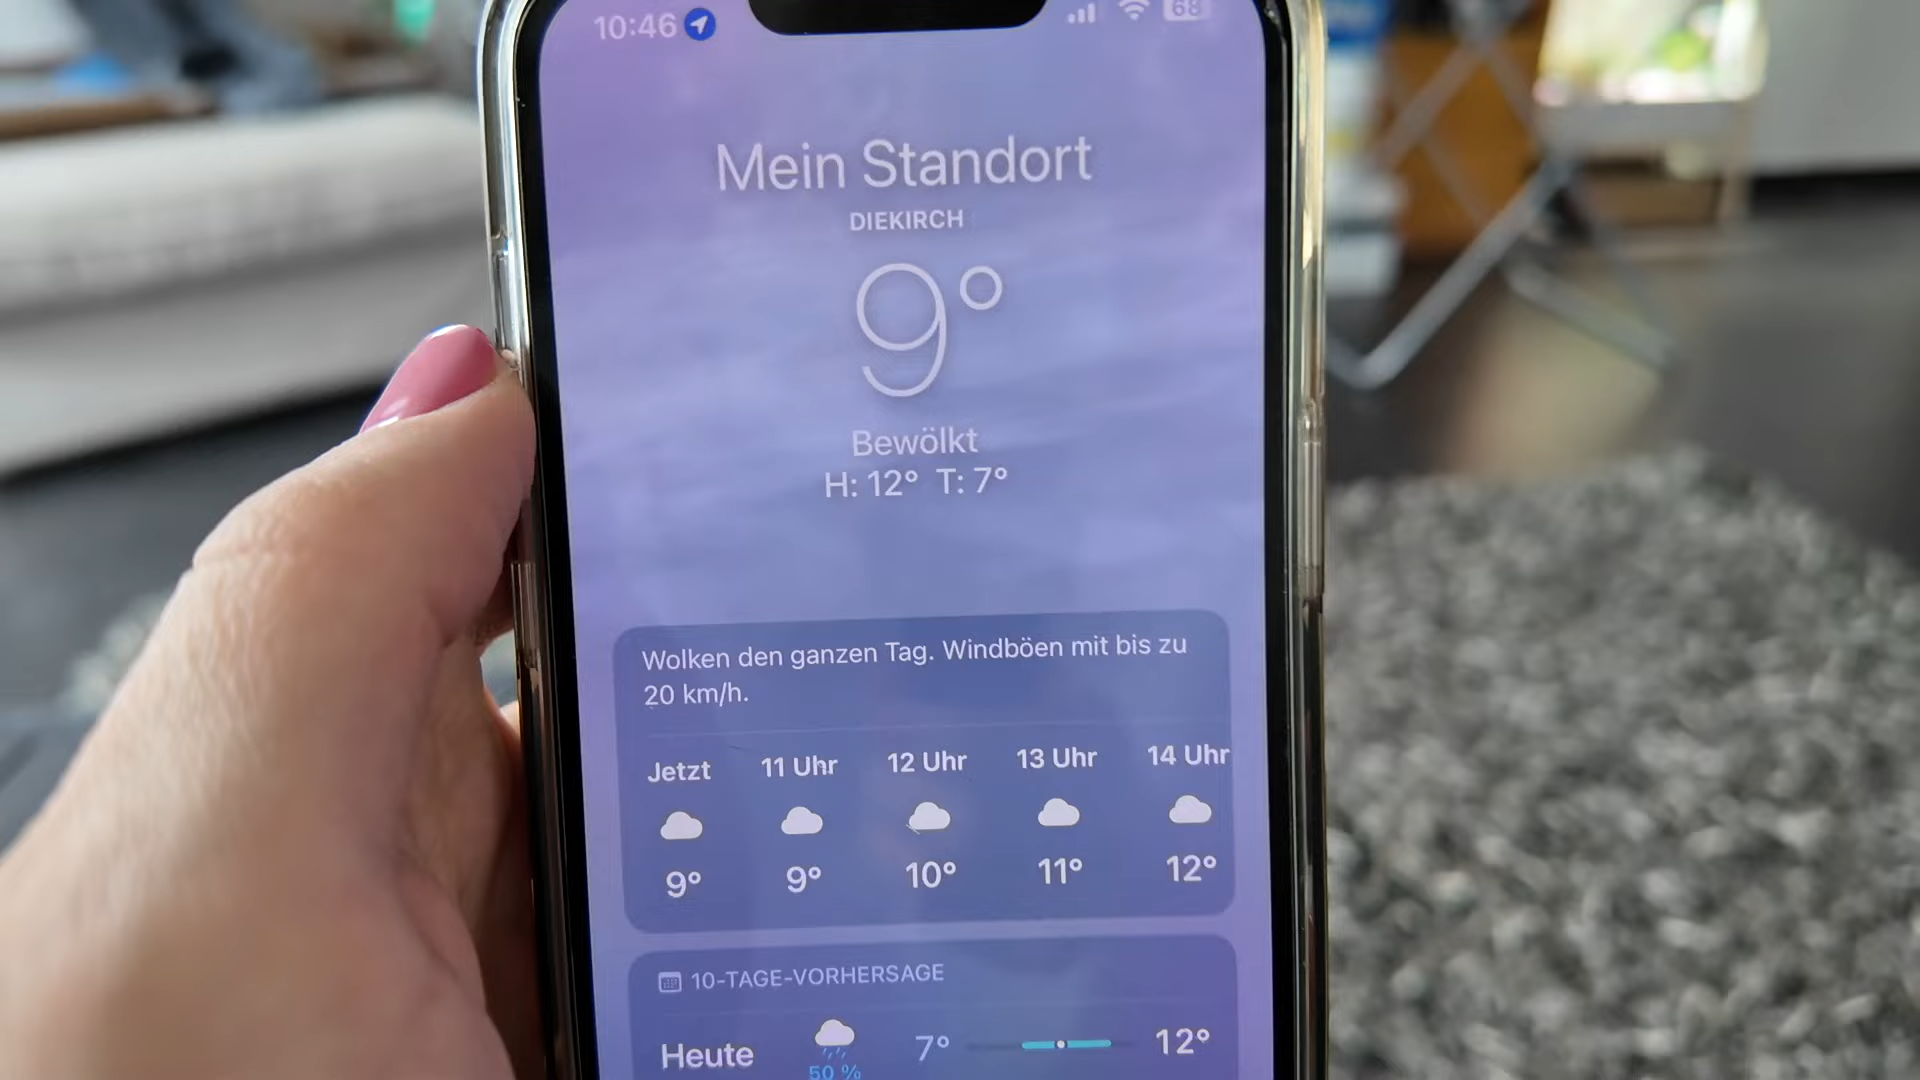 10:46
68
Mein Standort
DIEKIRCH
9°
Bewölkt
H: 12° T: 7°
Wolken den ganzen Tag. Windböen mit bis zu
20 km/h.
Jetzt 11 Uhr 12 Uhr 13 Uhr 14 Uhr
9° 9° 10° 11° 12°
10-TAGE-VORHERSAGE
Heute 7° 12°
50 %